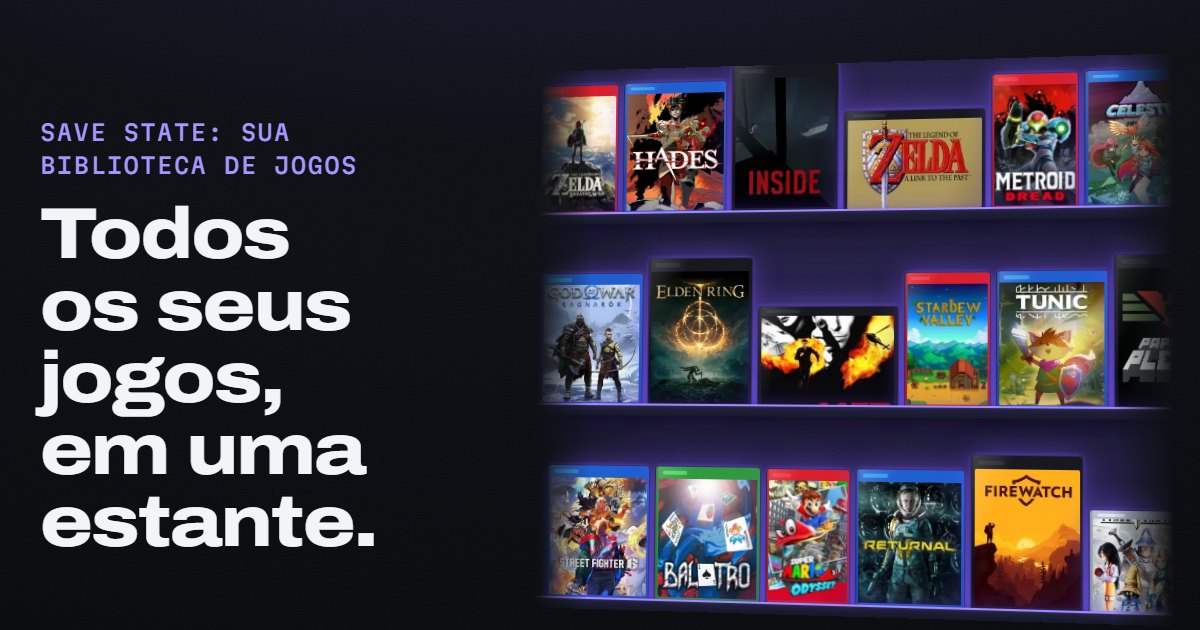 SAVE STATE: SUA
BIBLIOTECA DE JOGOS
Todos
os seus
jogos,
em uma
estante.
ZELDA
HADES
INSIDE
THE LEGEND OF
ZELDA
A LINK TO THE PAST
METROID
DREAD
CELESTE
GOD OF WAR
RAGNARÖK
ELDEN RING
STARDEW
VALLEY
TUNIC
STREET FIGHTER 6
BALATRO
SUPER
MARIO
ODYSSEY
RETURNAL
FIREWATCH